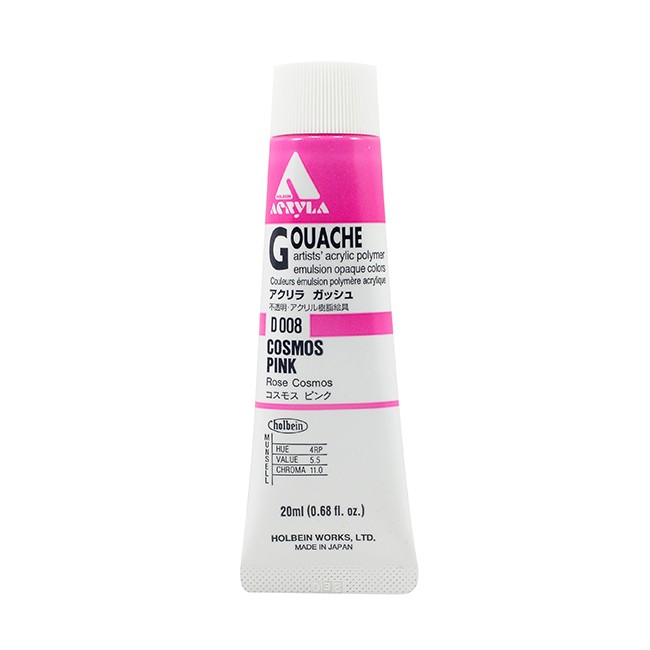 HOLBEIN
ACRYLA
GOUACHE
artists' acrylic polymer
emulsion opaque colors
Couleurs émulsion polymère acrylique
アクリラ ガッシュ
不透明・アクリル樹脂絵具
D 008
COSMOS
PINK
Rose Cosmos
コスモス ピンク
holbein
MUNSELL
HUE 4RP
VALUE 5.5
CHROMA 11.0
20ml (0.68 fl. oz.)
HOLBEIN WORKS, LTD.
MADE IN JAPAN